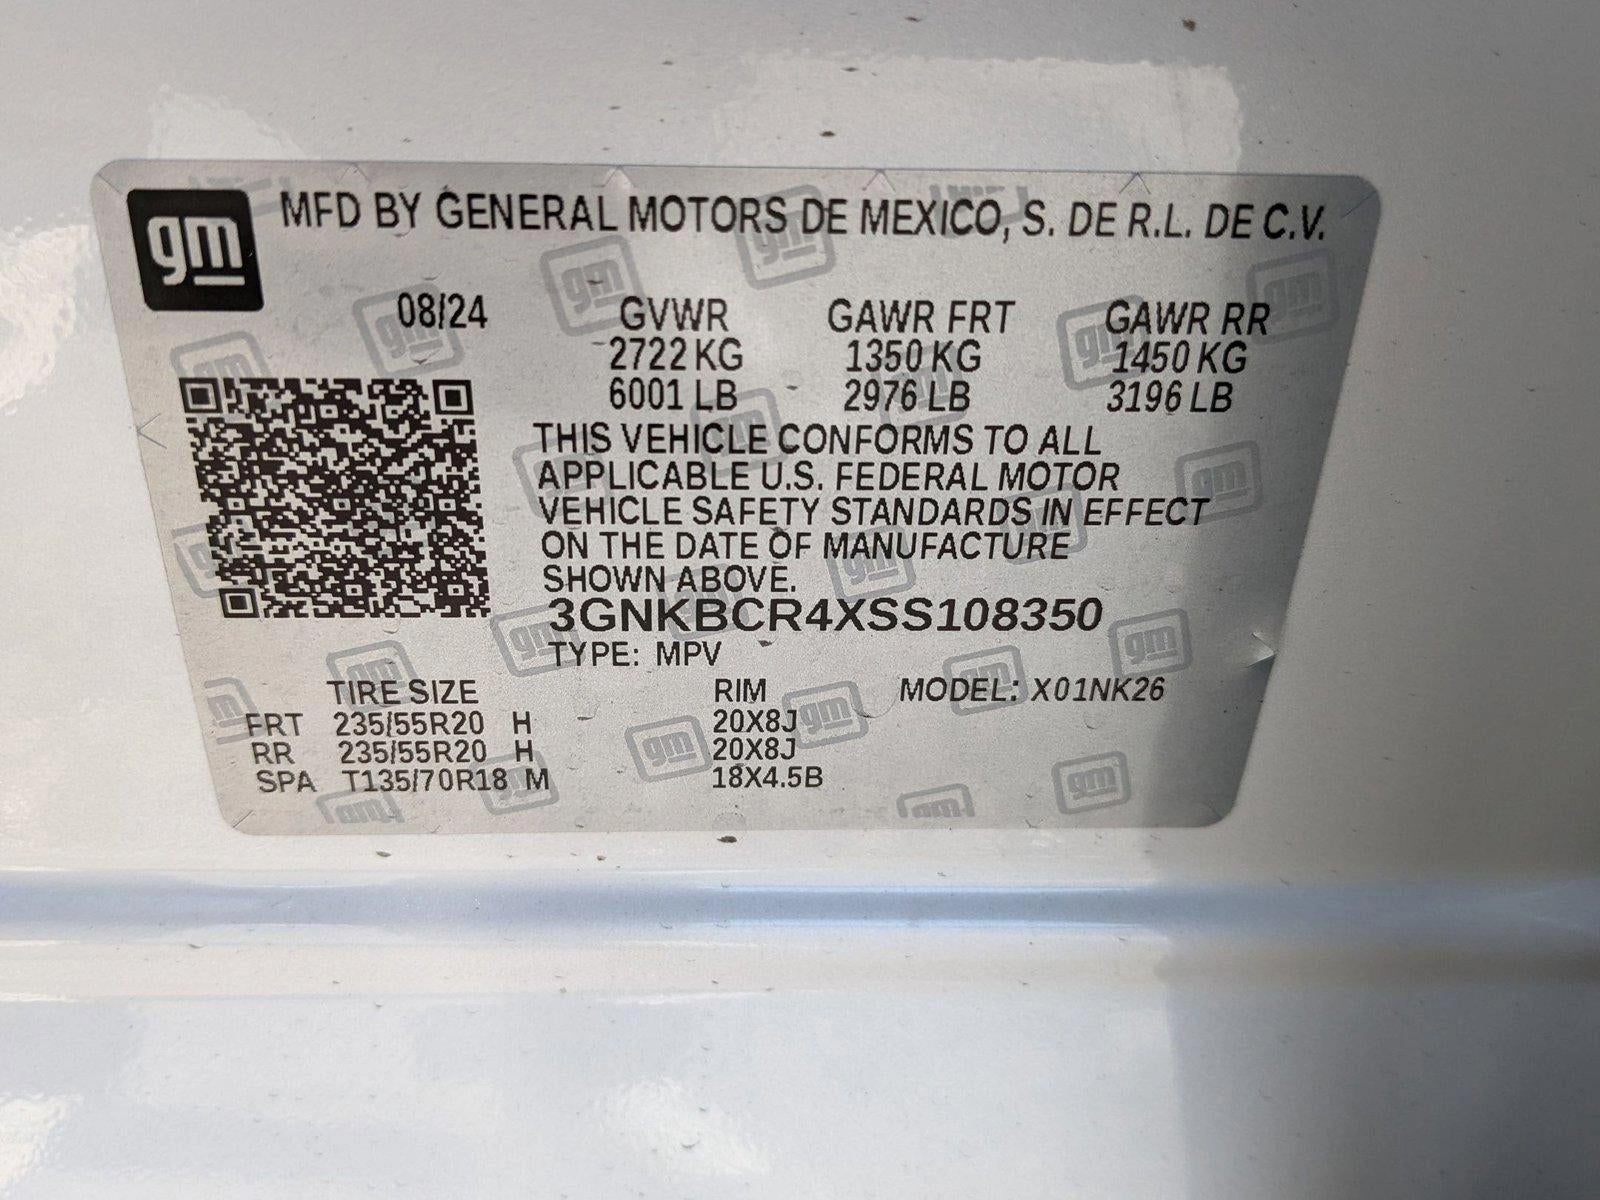 gm MFD BY GENERAL MOTORS DE MEXICO, S. DE R.L. DE C.V.
08/24 GVWR GAWR FRT GAWR RR
2722 KG 1350 KG 1450 KG
6001 LB 2976 LB 3196 LB
THIS VEHICLE CONFORMS TO ALL
APPLICABLE U.S. FEDERAL MOTOR
VEHICLE SAFETY STANDARDS IN EFFECT
ON THE DATE OF MANUFACTURE
SHOWN ABOVE.
3GNKBCR4XSS108350
TYPE: MPV
TIRE SIZE RIM MODEL: X01NK26
FRT 235/55R20 H 20X8J
RR 235/55R20 H 20X8J
SPA T135/70R18 M 18X4.5B